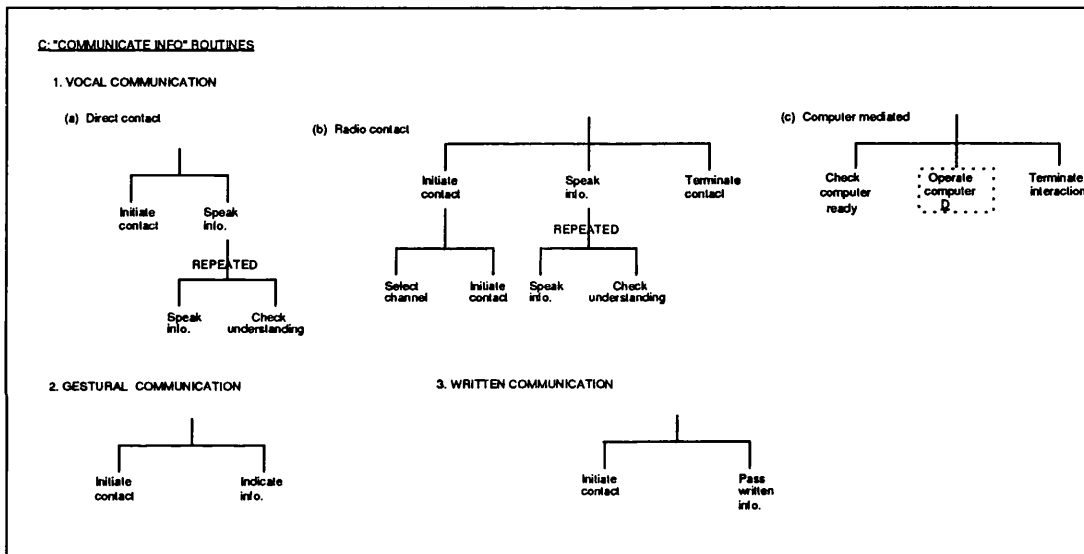 C: "COMMUNICATE INFO" ROUTINES
1. VOCAL COMMUNICATION
(a) Direct contact
Initiate
contact
Speak
info.
REPEATED
Speak
info.
Check
understanding
(b) Radio contact
Initiate
contact
Speak
info.
Terminate
contact
REPEATED
Select
channel
Initiate
contact
Speak
info.
Check
understanding
(c) Computer mediated
Check
computer
ready
Operate
computer
D
Terminate
interaction
2. GESTURAL COMMUNICATION
Initiate
contact
Indicate
info.
3. WRITTEN COMMUNICATION
Initiate
contact
Pass
written
info.